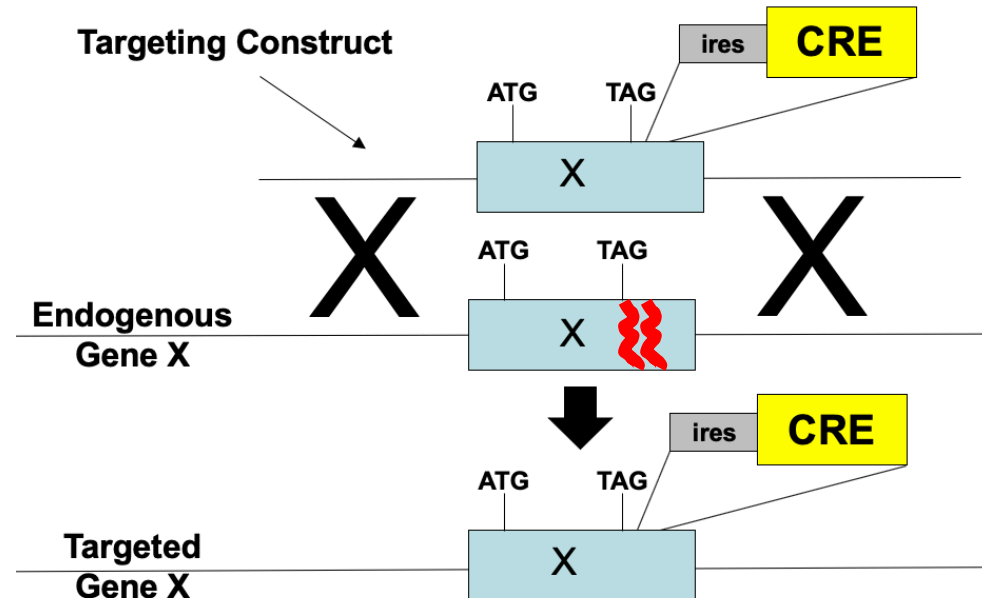 Targeting Construct
ires
CRE
ATG
TAG
X
X
X
ATG
TAG
Endogenous
Gene X
X
ires
CRE
ATG
TAG
Targeted
Gene X
X